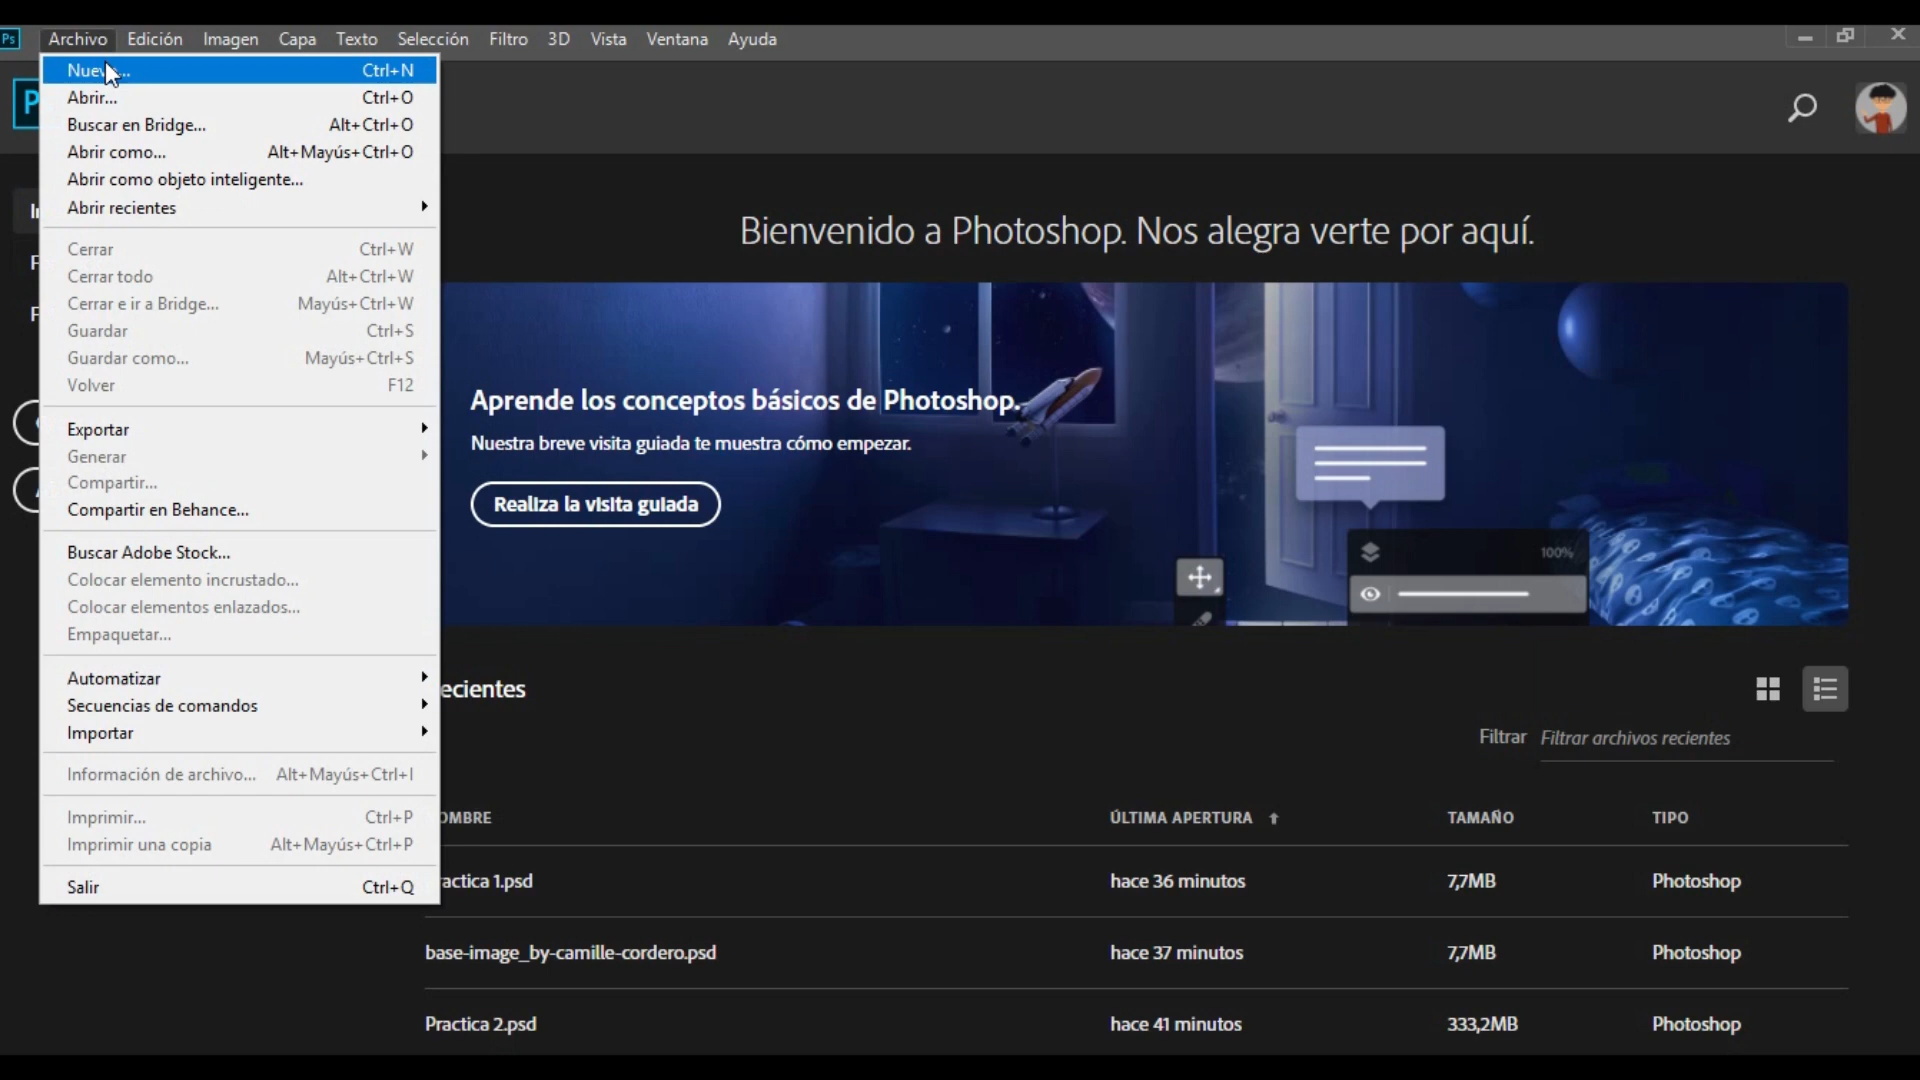 Ps
Archivo Edición Imagen Capa Texto Selección Filtro 3D Vista Ventana Ayuda
Ctrl+N
Abrir... Ctrl+O
Buscar en Bridge... Alt+Ctrl+O
Abrir como... Alt+Mayús+Ctrl+O
Abrir como objeto inteligente...
Abrir recientes
Cerrar Ctrl+W
Cerrar todo Alt+Ctrl+W
Cerrar e ir a Bridge... Mayús+Ctrl+W
Guardar Ctrl+S
Guardar como... Mayús+Ctrl+S
Volver F12
Exportar
Generar
Compartir...
Compartir en Behance...
Buscar Adobe Stock...
Colocar elemento incrustado...
Colocar elementos enlazados...
Empaquetar...
Automatizar
Secuencias de comandos
Importar
Información de archivo... Alt+Mayús+Ctrl+I
Imprimir... Ctrl+P
Imprimir una copia Alt+Mayús+Ctrl+P
Salir Ctrl+Q
Bienvenido a Photoshop. Nos alegra verte por aquí.
Aprende los conceptos básicos de Photoshop.
Nuestra breve visita guiada te muestra cómo empezar.
Realiza la visita guiada
100%
ecientes
Filtrar Filtrar archivos recientes
OMBRE ÚLTIMA APERTURA TAMAÑO TIPO
ractica 1.psd hace 36 minutos 7,7MB Photoshop
base-image_by-camille-cordero.psd hace 37 minutos 7,7MB Photoshop
Practica 2.psd hace 41 minutos 333,2MB Photoshop